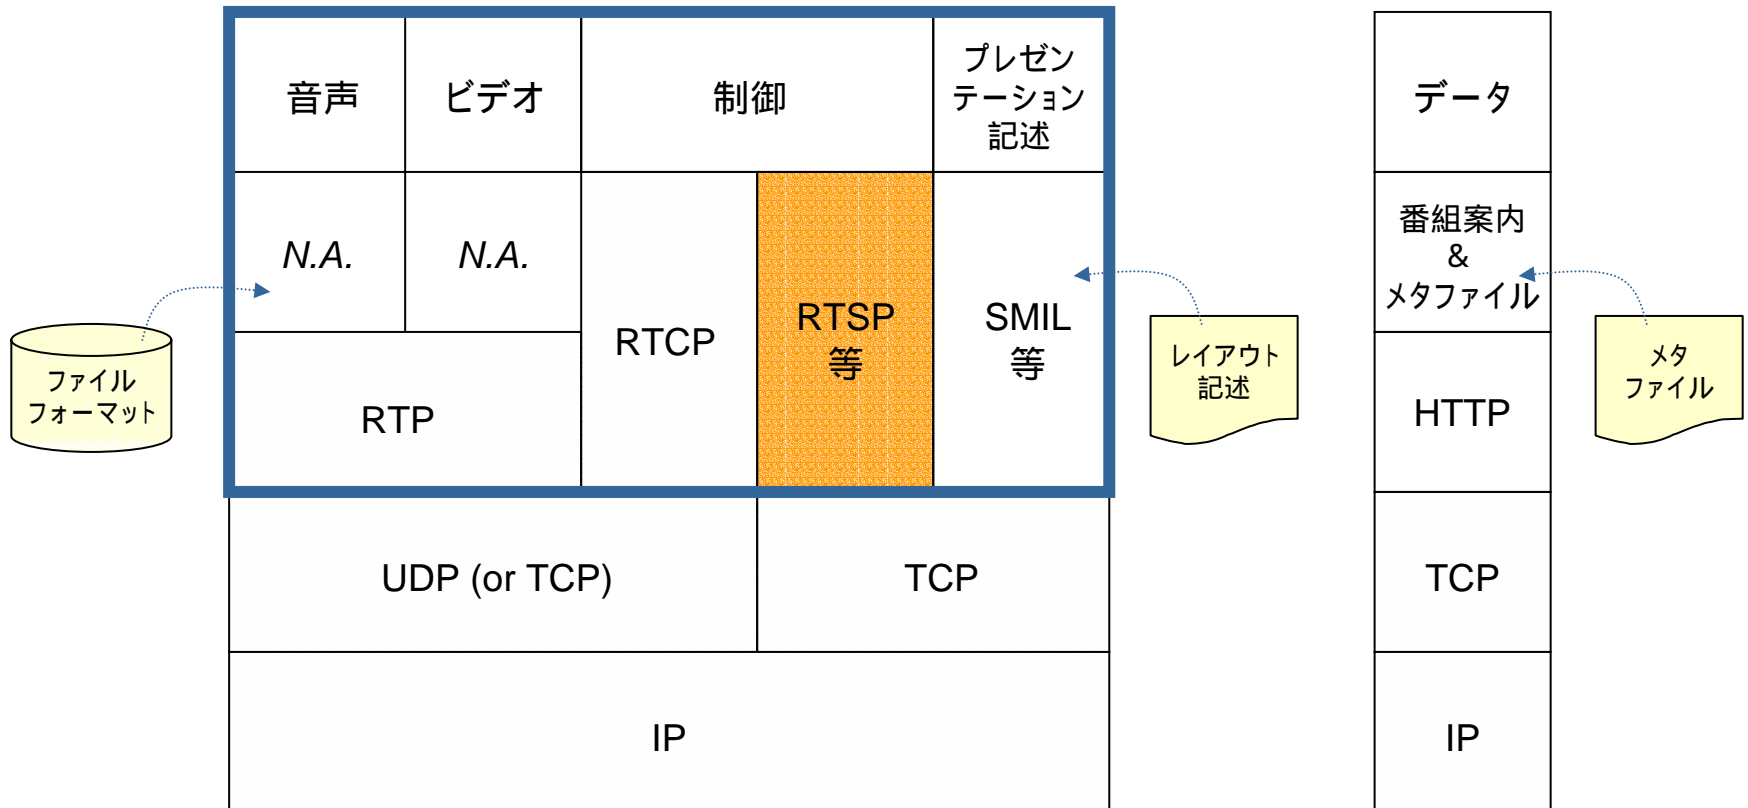 音声
ビデオ
制御
プレゼン
テーション
記述
N.A.
N.A.
RTCP
RTSP
等
SMIL
等
RTP
UDP (or TCP)
TCP
IP
ファイル
フォーマット
レイアウト
記述
データ
番組案内
&
メタファイル
HTTP
TCP
IP
メタ
ファイル